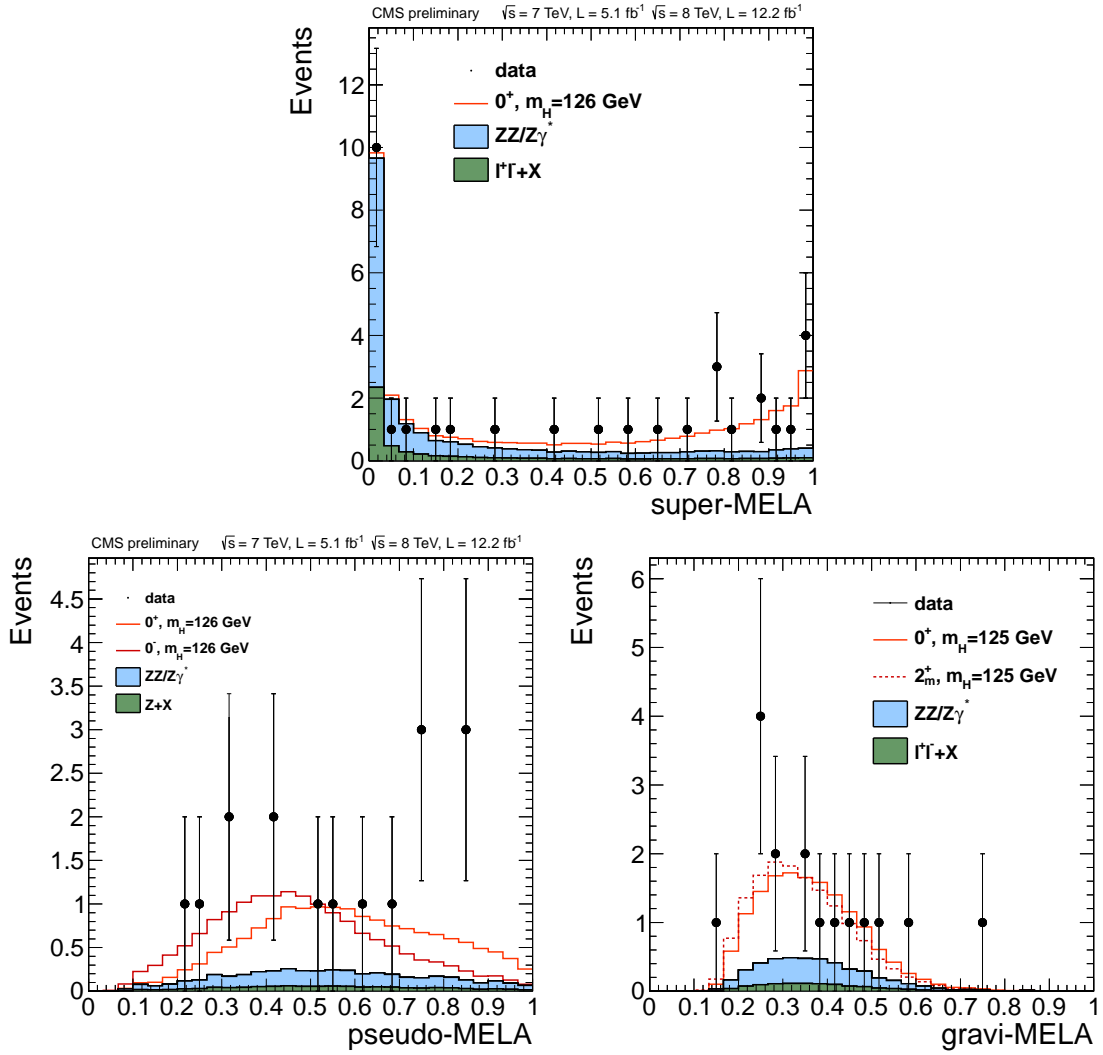 CMS preliminary √s = 7 TeV, L = 5.1 fb⁻¹ √s = 8 TeV, L = 12.2 fb⁻¹
Events
data
0⁺, m_H=126 GeV
ZZ/Zγ*
l⁺l⁻+X
0 2 4 6 8 10 12
0 0.1 0.2 0.3 0.4 0.5 0.6 0.7 0.8 0.9 1
super-MELA
CMS preliminary √s = 7 TeV, L = 5.1 fb⁻¹ √s = 8 TeV, L = 12.2 fb⁻¹
Events
data
0⁺, m_H=126 GeV
0⁻, m_H=126 GeV
ZZ/Zγ*
Z+X
0 0.5 1 1.5 2 2.5 3 3.5 4 4.5
0 0.1 0.2 0.3 0.4 0.5 0.6 0.7 0.8 0.9 1
pseudo-MELA
Events
data
0⁺, m_H=125 GeV
2⁺_m, m_H=125 GeV
ZZ/Zγ*
l⁺l⁻+X
0 1 2 3 4 5 6
0 0.1 0.2 0.3 0.4 0.5 0.6 0.7 0.8 0.9 1
gravi-MELA